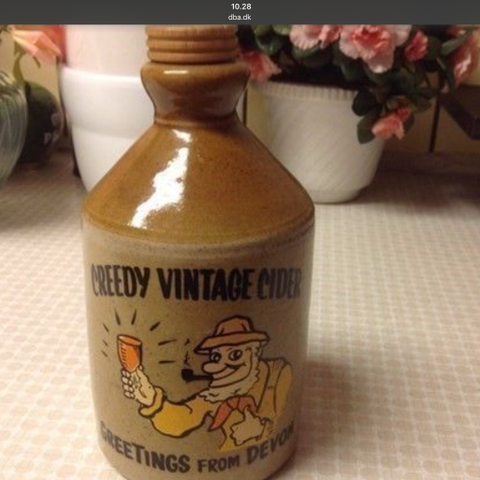 10.28
dba.dk
CREEDY VINTAGE CIDER
GREETINGS FROM DEVON